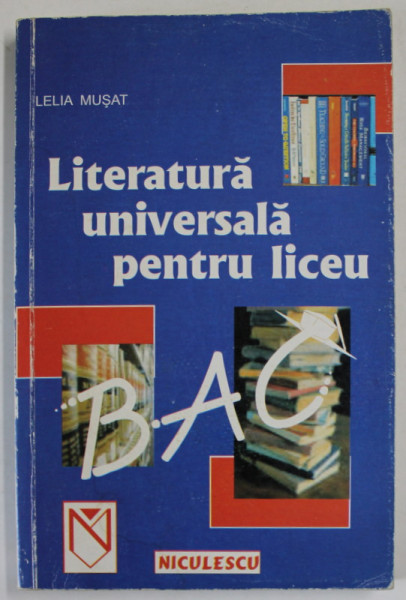 LELIA MUȘAT
Literatură
universală
pentru liceu
BAC
N
NICULESCU